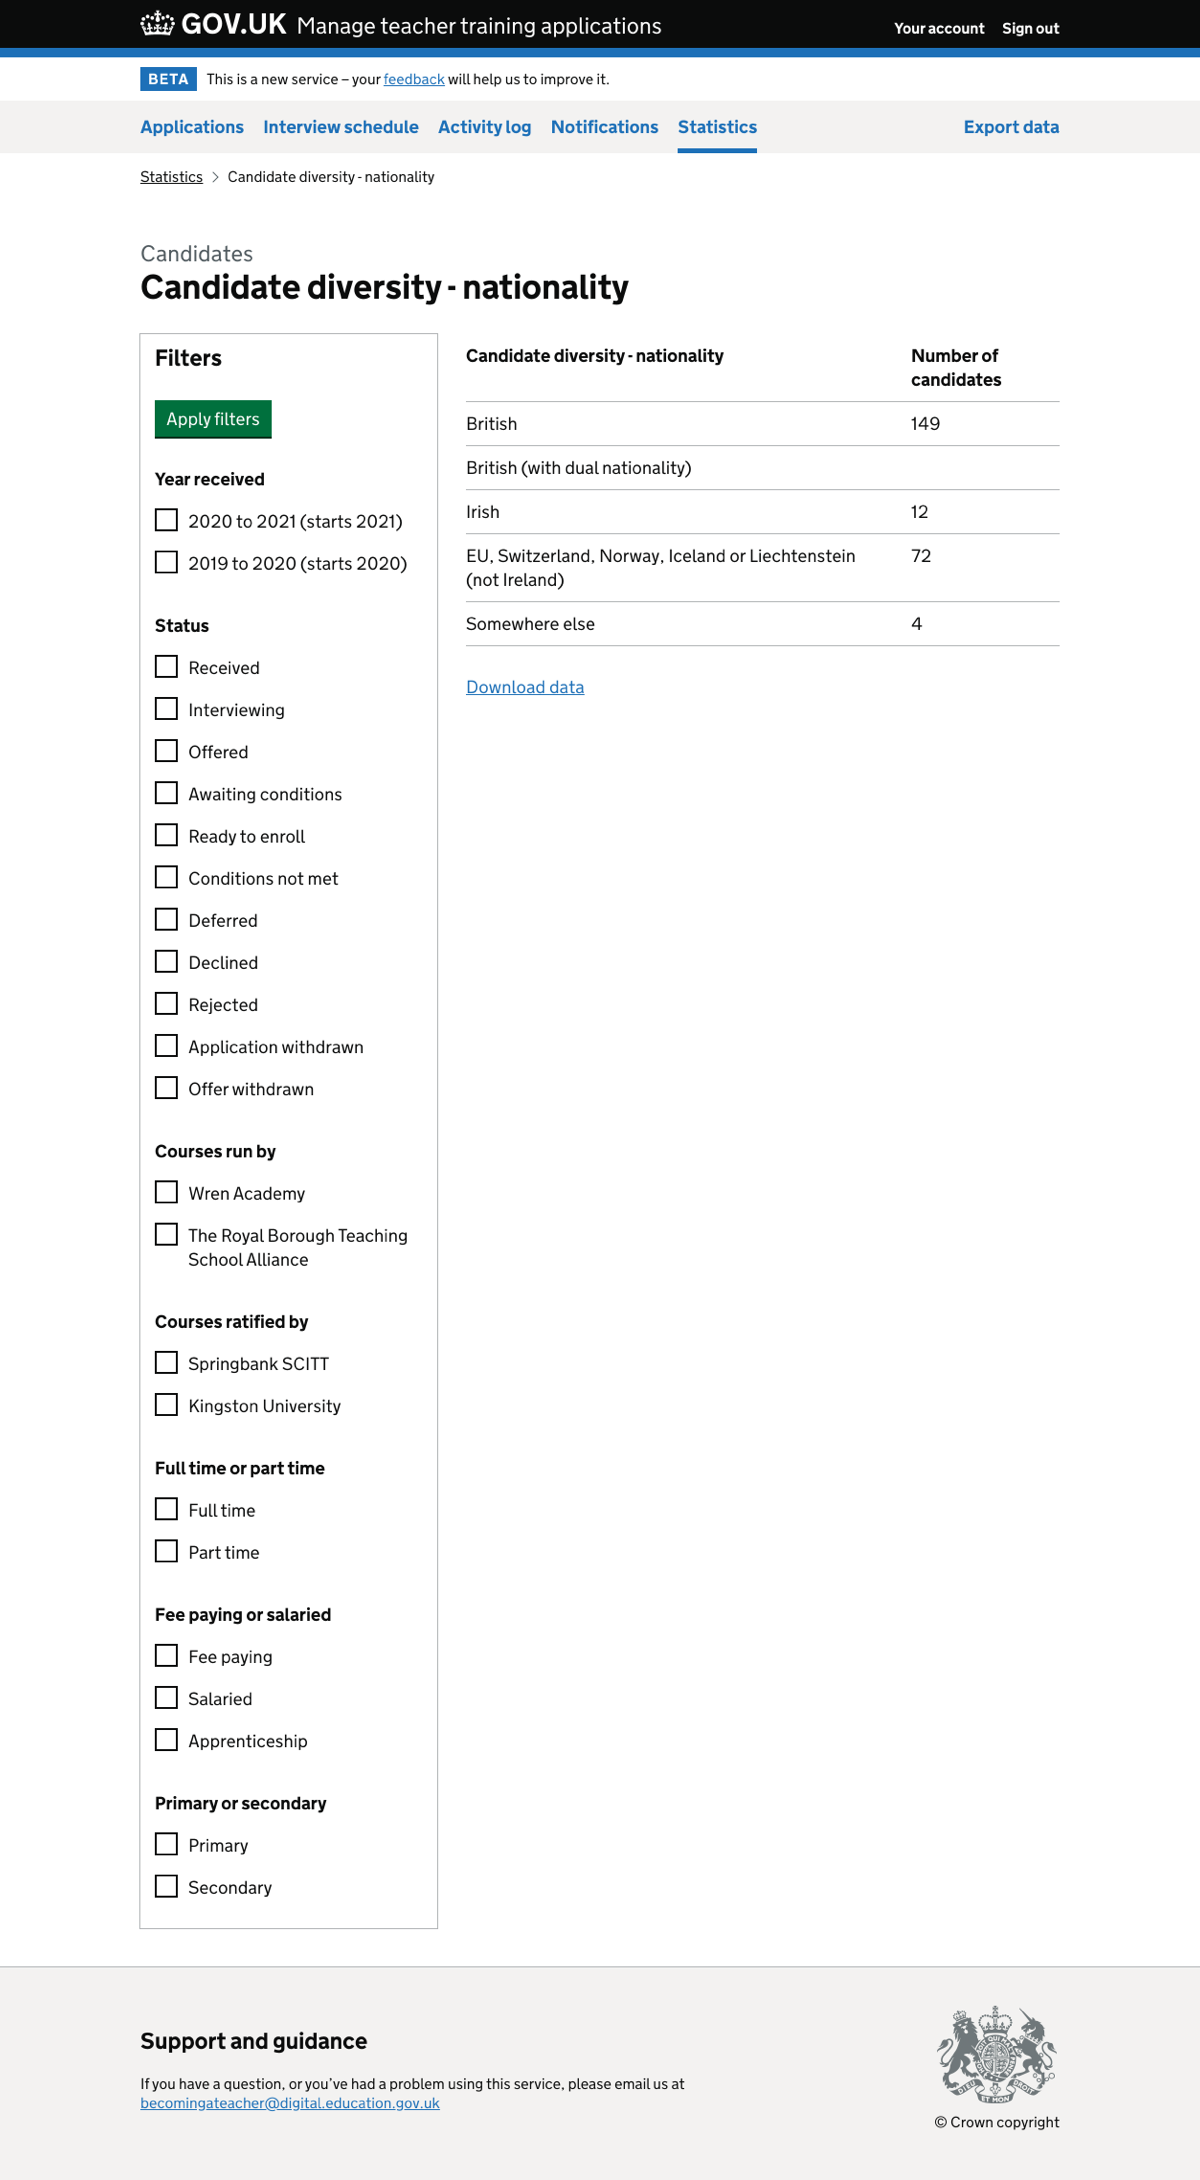 GOV.UK Manage teacher training applications
Your account Sign out
BETA This is a new service – your feedback will help us to improve it.
Applications Interview schedule Activity log Notifications Statistics Export data
Statistics Candidate diversity - nationality
Candidates
Candidate diversity - nationality
Filters
Apply filters
Year received
2020 to 2021 (starts 2021)
2019 to 2020 (starts 2020)
Status
Received
Interviewing
Offered
Awaiting conditions
Ready to enroll
Conditions not met
Deferred
Declined
Rejected
Application withdrawn
Offer withdrawn
Courses run by
Wren Academy
The Royal Borough Teaching
School Alliance
Courses ratified by
Springbank SCITT
Kingston University
Full time or part time
Full time
Part time
Fee paying or salaried
Fee paying
Salaried
Apprenticeship
Primary or secondary
Primary
Secondary
Candidate diversity - nationality Number of
candidates
British 149
British (with dual nationality)
Irish 12
EU, Switzerland, Norway, Iceland or Liechtenstein 72
(not Ireland)
Somewhere else 4
Download data
Support and guidance
If you have a question, or you’ve had a problem using this service, please email us at
becomingateacher@digital.education.gov.uk
DIEU ET MON DROIT
© Crown copyright